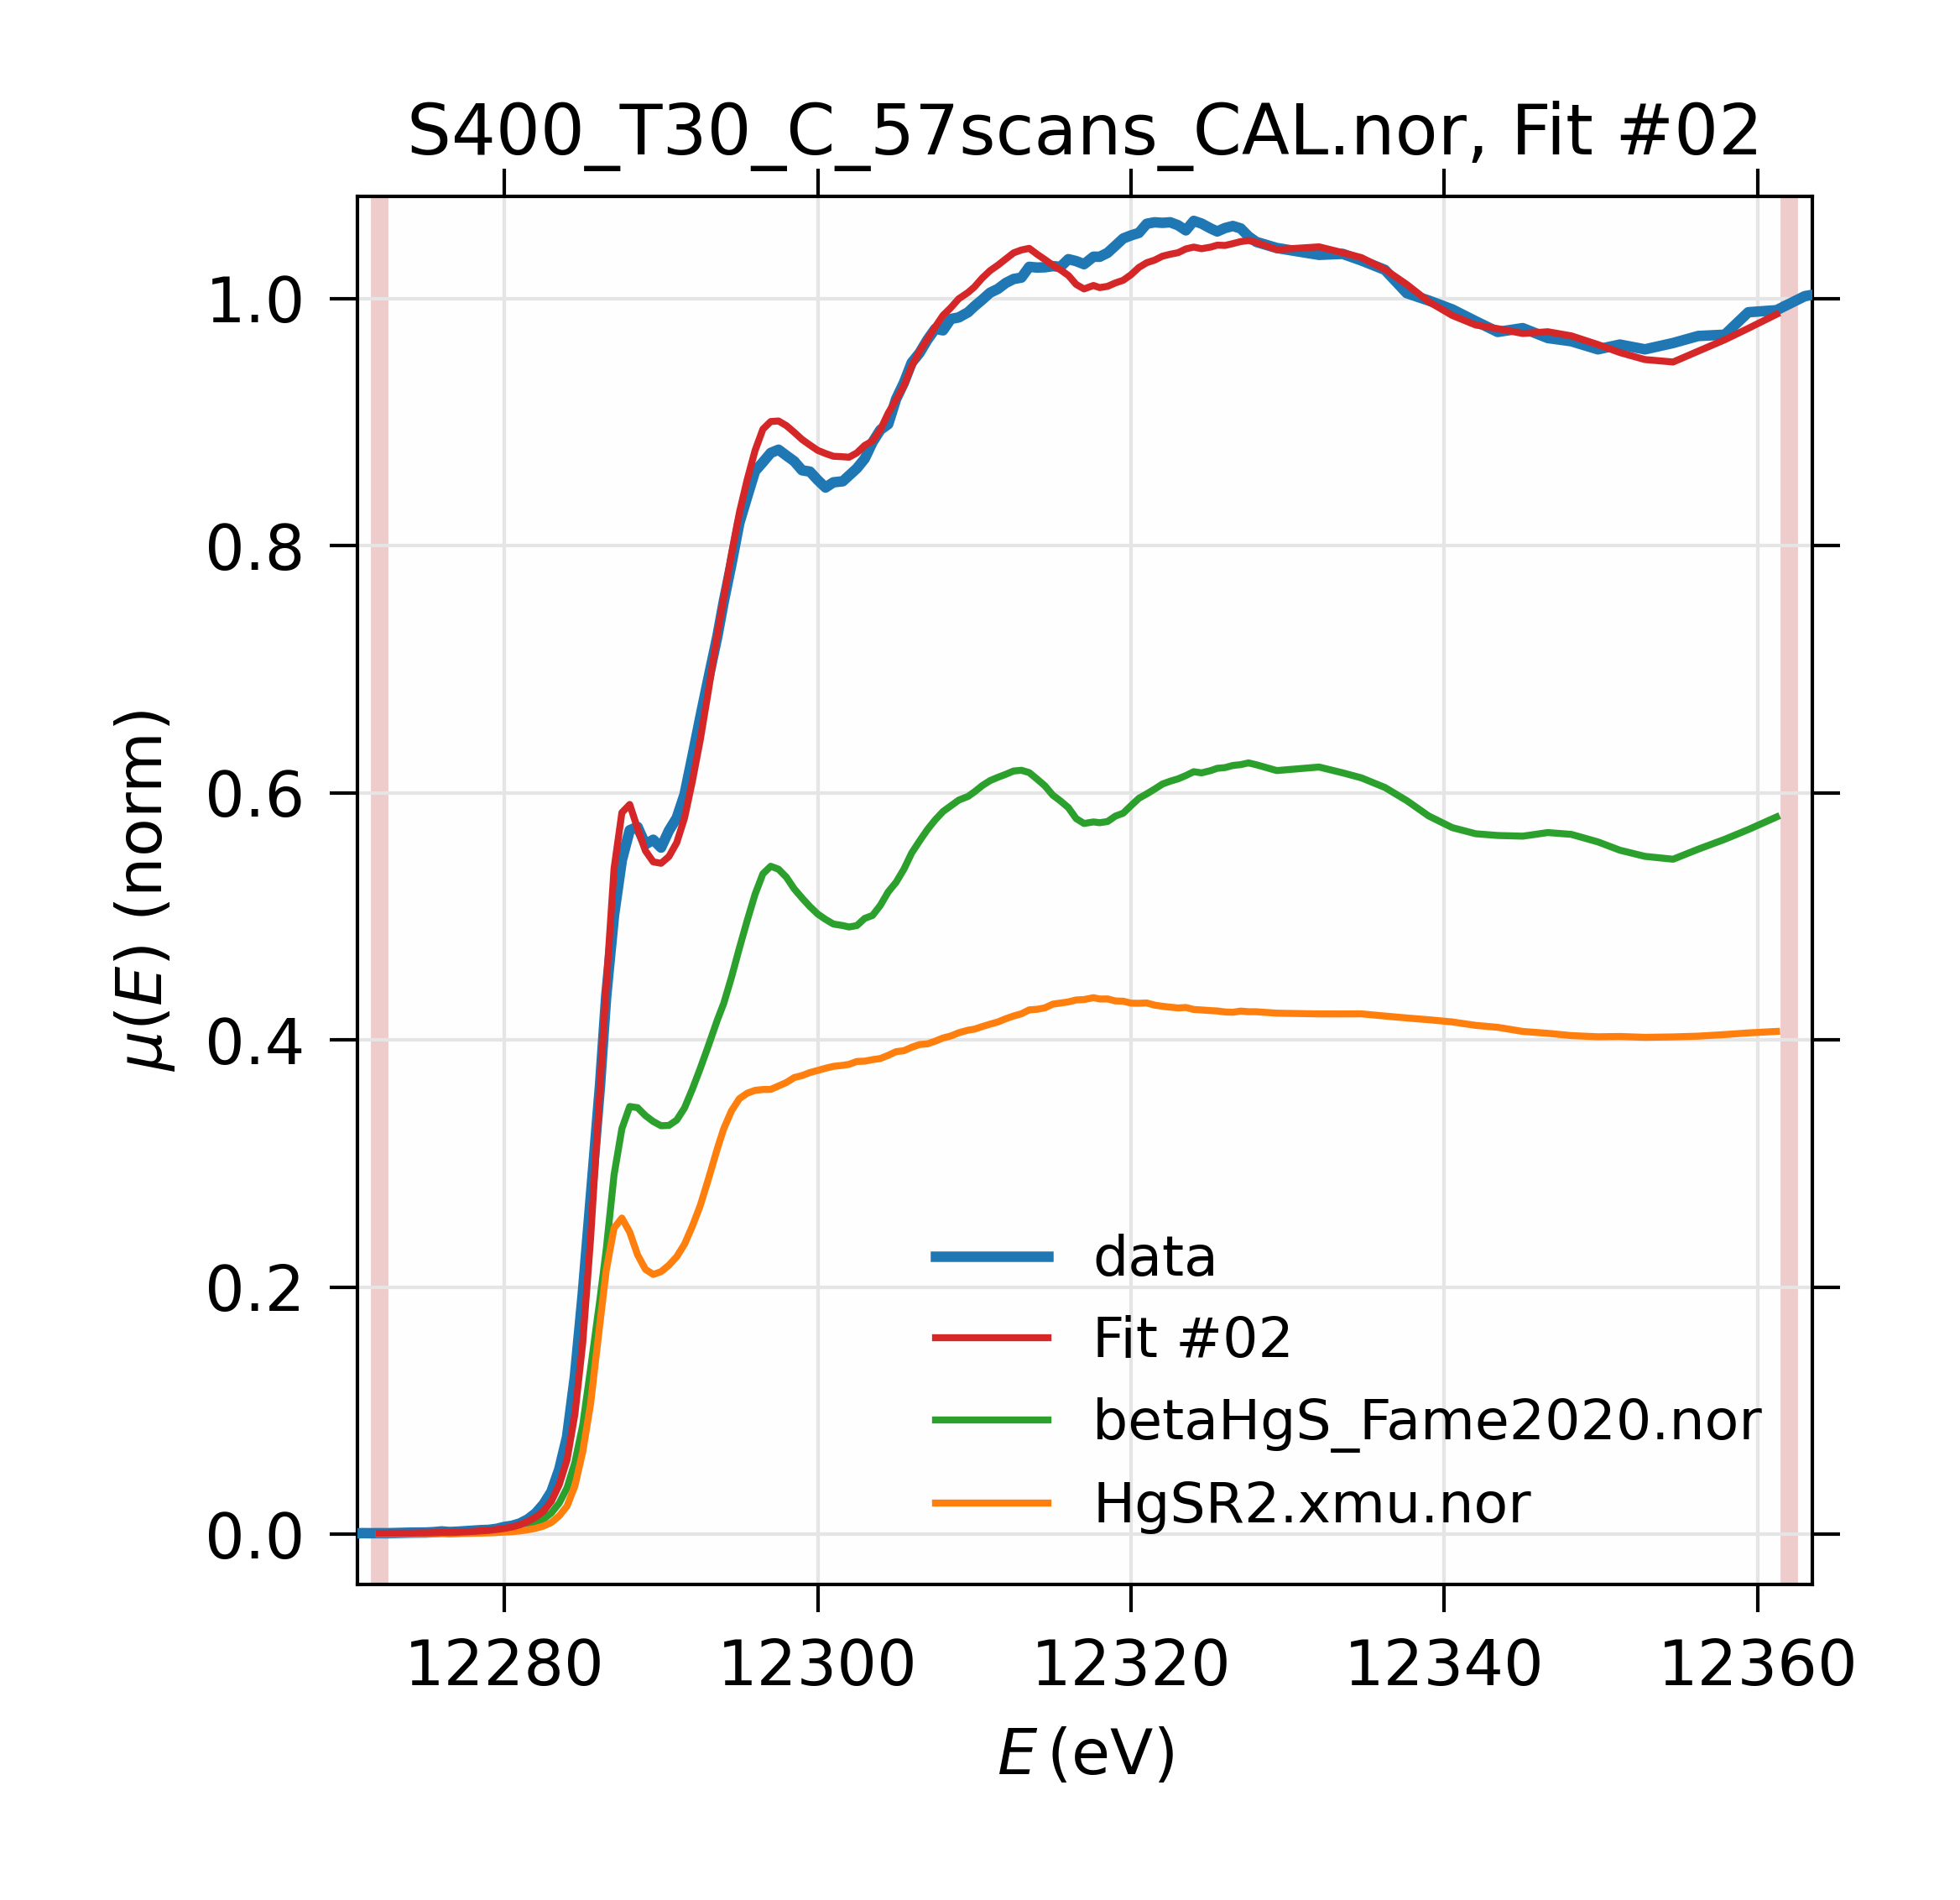 S400_T30_C_57scans_CAL.nor, Fit #02
μ(E) (norm)
1.0
0.8
0.6
0.4
0.2
0.0
data
Fit #02
betaHgS_Fame2020.nor
HgSR2.xmu.nor
12280 12300 12320 12340 12360
E (eV)